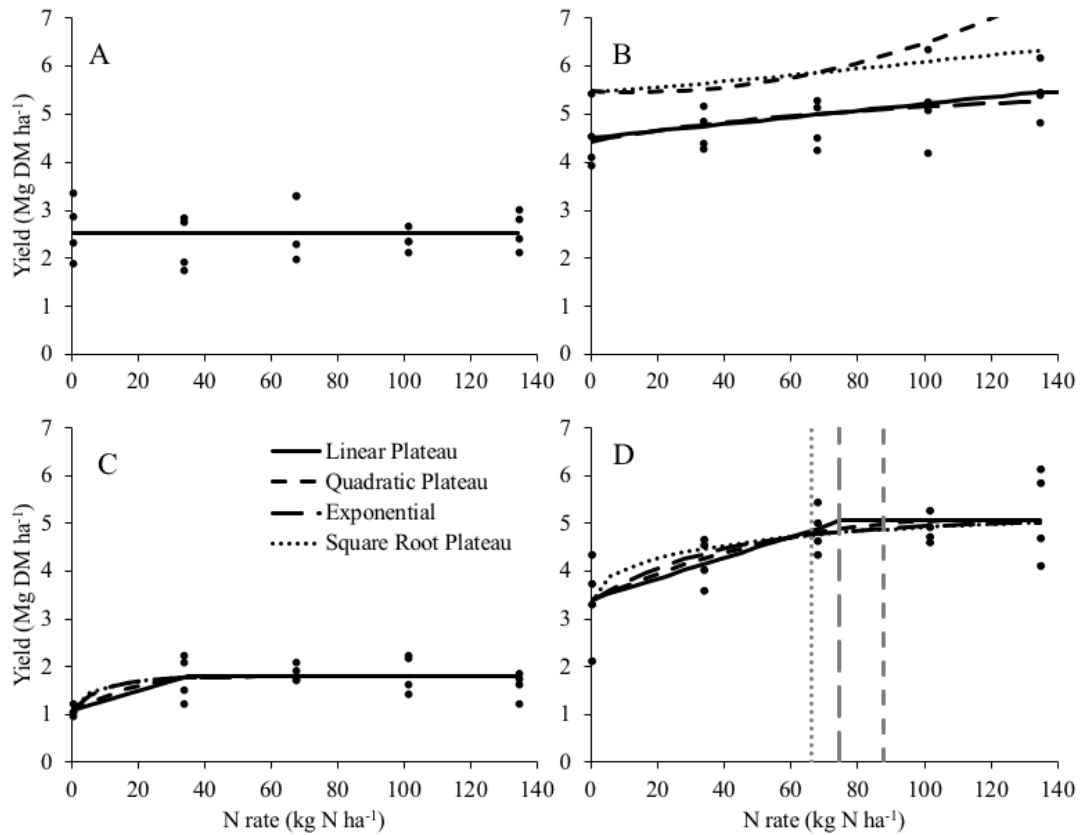 A
B
Yield (Mg DM ha-1)
7
6
5
4
3
2
1
0
0 20 40 60 80 100 120 140
7
6
5
4
3
2
1
0
0 20 40 60 80 100 120 140
C
Linear Plateau
Quadratic Plateau
Exponential
Square Root Plateau
D
Yield (Mg DM ha-1)
7
6
5
4
3
2
1
0
0 20 40 60 80 100 120 140
N rate (kg N ha-1)
7
6
5
4
3
2
1
0
0 20 40 60 80 100 120 140
N rate (kg N ha-1)